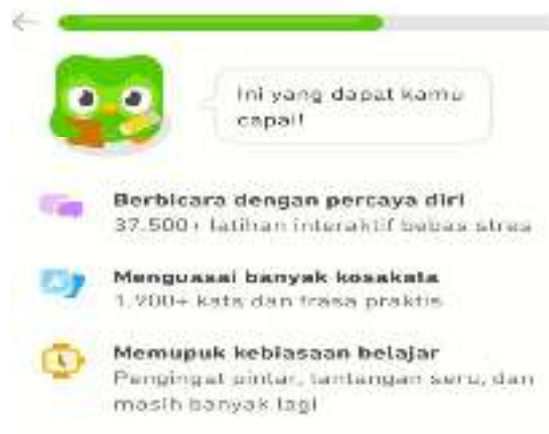 Ini yang dapat kamu
capai!
Berbicara dengan percaya diri
37.500+ latihan interaktif bebas stres
Menguasai banyak kosakata
1.900+ kata dan frasa praktis
Memupuk kebiasaan belajar
Pengingat pintar, tantangan seru, dan
masih banyak lagi